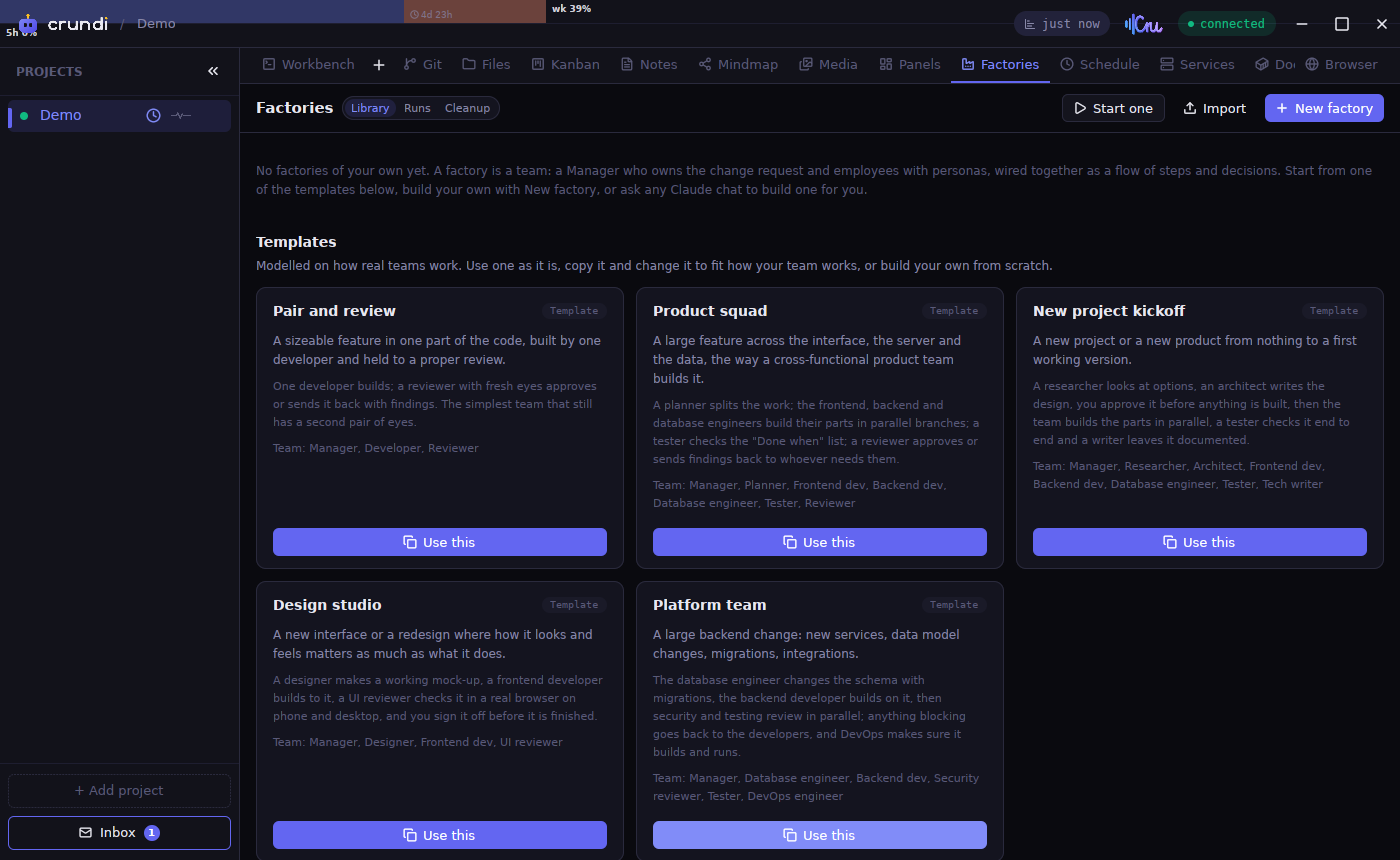 4d 23h
wk 39%
crundi / Demo
just now
Cru
connected
PROJECTS
Workbench
Git
Files
Kanban
Notes
Mindmap
Media
Panels
Factories
Schedule
Services
Browser
Demo
Factories
Library
Runs
Cleanup
Start one
Import
New factory
No factories of your own yet. A factory is a team: a Manager who owns the change request and employees with personas, wired together as a flow of steps and decisions. Start from one
of the templates below, build your own with New factory, or ask any Claude chat to build one for you.
Templates
Modelled on how real teams work. Use one as it is, copy it and change it to fit how your team works, or build your own from scratch.
Pair and review
Template
A sizeable feature in one part of the code, built by one
developer and held to a proper review.
One developer builds; a reviewer with fresh eyes approves
or sends it back with findings. The simplest team that still
has a second pair of eyes.
Team: Manager, Developer, Reviewer
Use this
Product squad
Template
A large feature across the interface, the server and
the data, the way a cross-functional product team
builds it.
A planner splits the work; the frontend, backend and
database engineers build their parts in parallel branches; a
tester checks the "Done when" list; a reviewer approves or
sends findings back to whoever needs them.
Team: Manager, Planner, Frontend dev, Backend dev,
Database engineer, Tester, Reviewer
Use this
New project kickoff
Template
A new project or a new product from nothing to a first
working version.
A researcher looks at options, an architect writes the
design, you approve it before anything is built, then the
team builds the parts in parallel, a tester checks it end to
end and a writer leaves it documented.
Team: Manager, Researcher, Architect, Frontend dev,
Backend dev, Database engineer, Tester, Tech writer
Use this
Design studio
Template
A new interface or a redesign where how it looks and
feels matters as much as what it does.
A designer makes a working mock-up, a frontend developer
builds to it, a UI reviewer checks it in a real browser on
phone and desktop, and you sign it off before it is finished.
Team: Manager, Designer, Frontend dev, UI reviewer
Use this
Platform team
Template
A large backend change: new services, data model
changes, migrations, integrations.
The database engineer changes the schema with
migrations, the backend developer builds on it, then
security and testing review in parallel; anything blocking
goes back to the developers, and DevOps makes sure it
builds and runs.
Team: Manager, Database engineer, Backend dev, Security
reviewer, Tester, DevOps engineer
Use this
+ Add project
Inbox 1